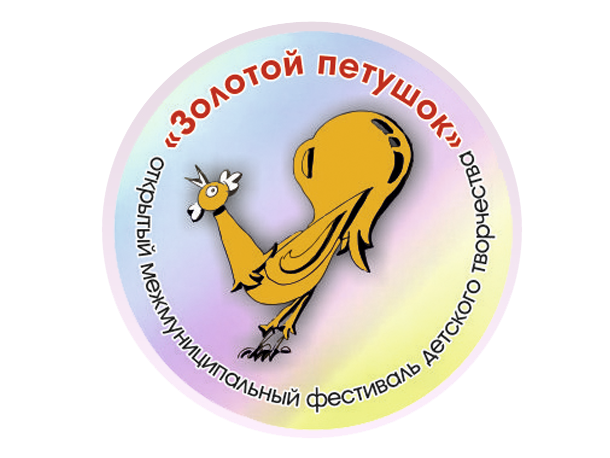 «Золотой петушок»
открытый межмуниципальный фестиваль детского творчества